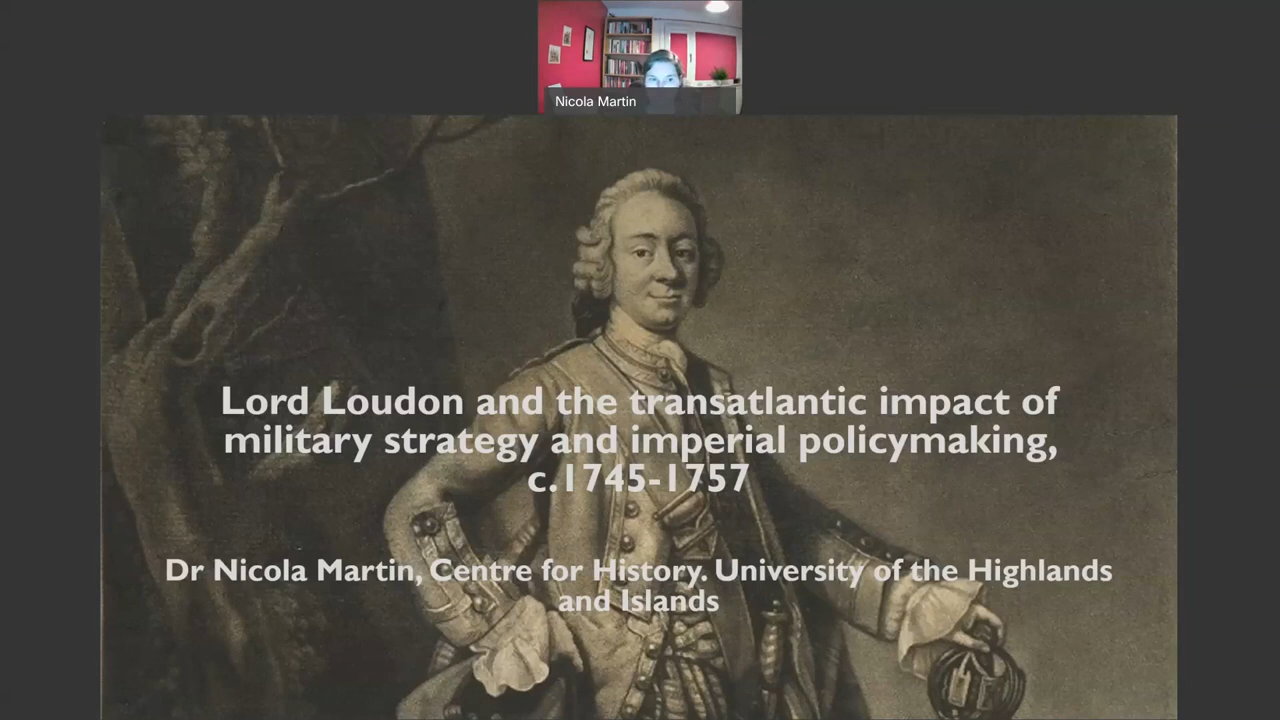 Nicola Martin
Lord Loudon and the transatlantic impact of
military strategy and imperial policymaking,
c.1745-1757
Dr Nicola Martin, Centre for History. University of the Highlands
and Islands